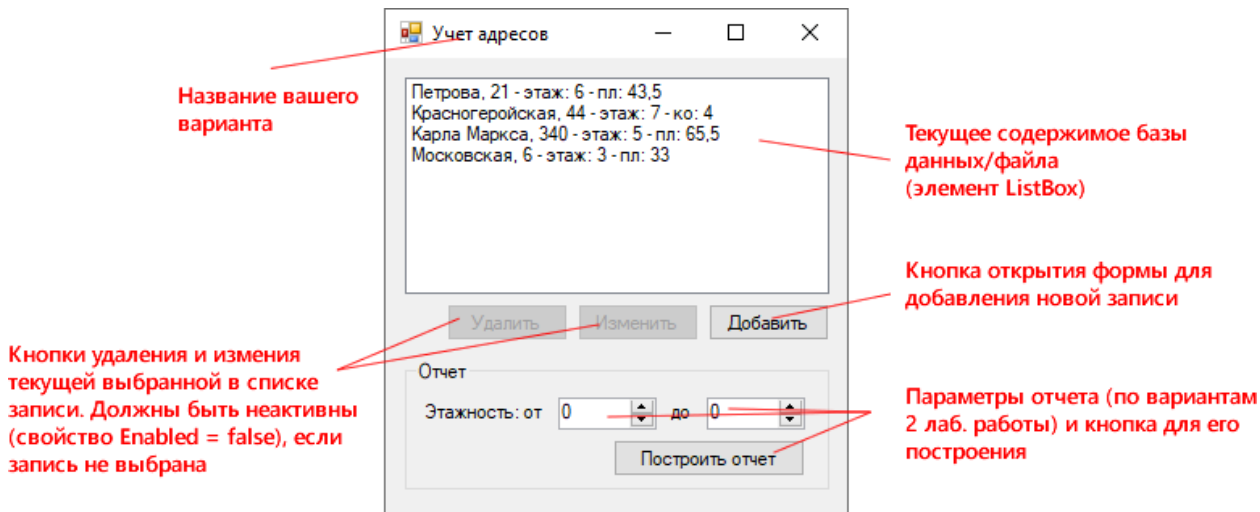 Учет адресов
Название вашего
варианта
Петрова, 21 - этаж: 6 - пл: 43,5
Красногеройская, 44 - этаж: 7 - ко: 4
Карла Маркса, 340 - этаж: 5 - пл: 65,5
Московская, 6 - этаж: 3 - пл: 33
Текущее содержимое базы
данных/файла
(элемент ListBox)
Кнопка открытия формы для
добавления новой записи
Удалить
Изменить
Добавить
Кнопки удаления и измения
текущей выбранной в списке
записи. Должны быть неактивны
(свойство Enabled = false), если
запись не выбрана
Отчет
Этажность: от 0 до 0
Построить отчет
Параметры отчета (по вариантам
2 лаб. работы) и кнопка для его
построения